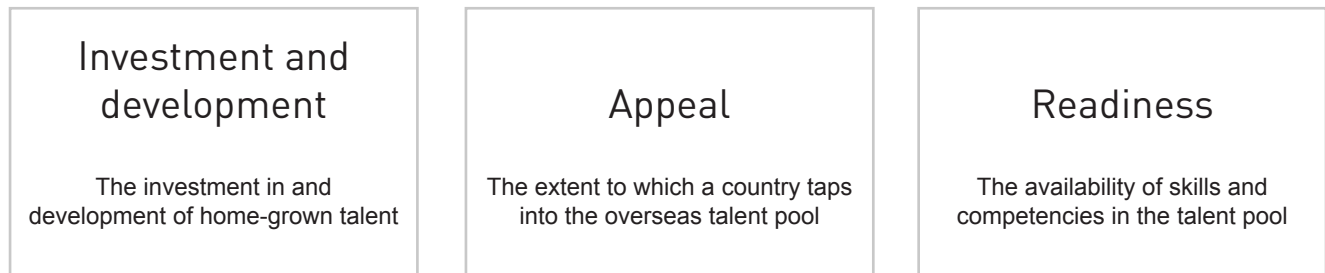 Investment and
development
The investment in and
development of home-grown talent
Appeal
The extent to which a country taps
into the overseas talent pool
Readiness
The availability of skills and
competencies in the talent pool